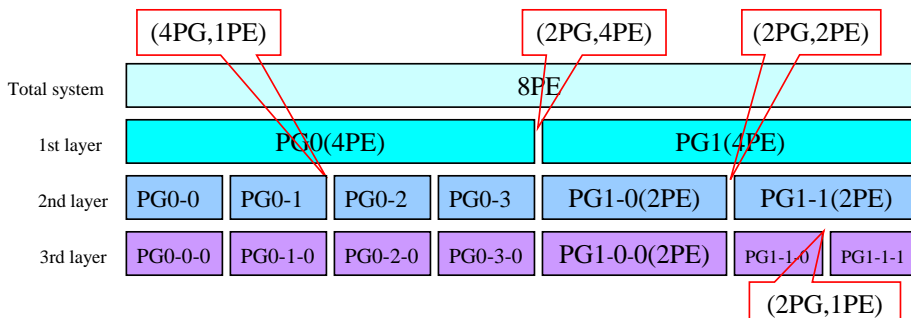 (4PG,1PE) (2PG,4PE) (2PG,2PE)
Total system 8PE
1st layer PG0(4PE) PG1(4PE)
2nd layer PG0-0 PG0-1 PG0-2 PG0-3 PG1-0(2PE) PG1-1(2PE)
3rd layer PG0-0-0 PG0-1-0 PG0-2-0 PG0-3-0 PG1-0-0(2PE) PG1-1-0 PG1-1-1
(2PG,1PE)